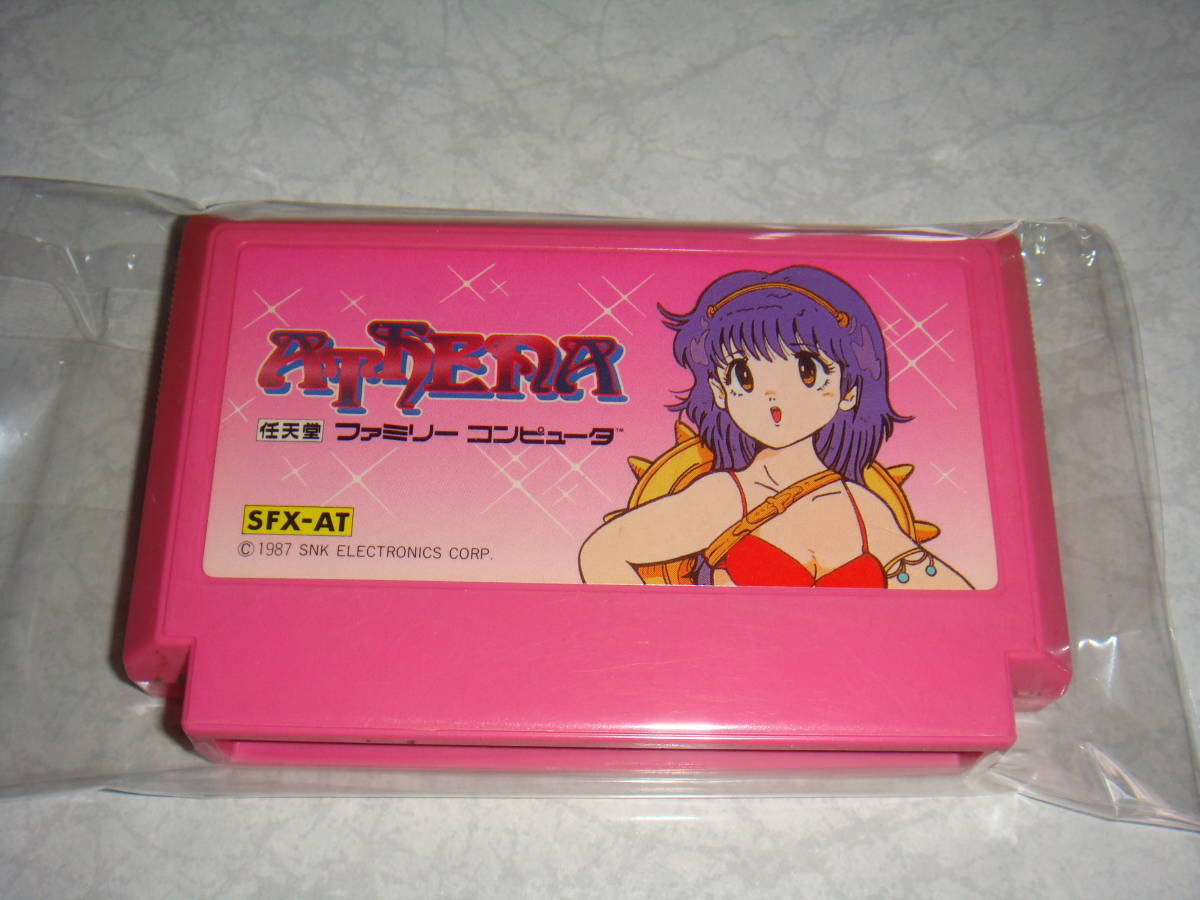 ATHENA
任天堂 ファミリーコンピュータ™
SFX-AT
© 1987 SNK ELECTRONICS CORP.